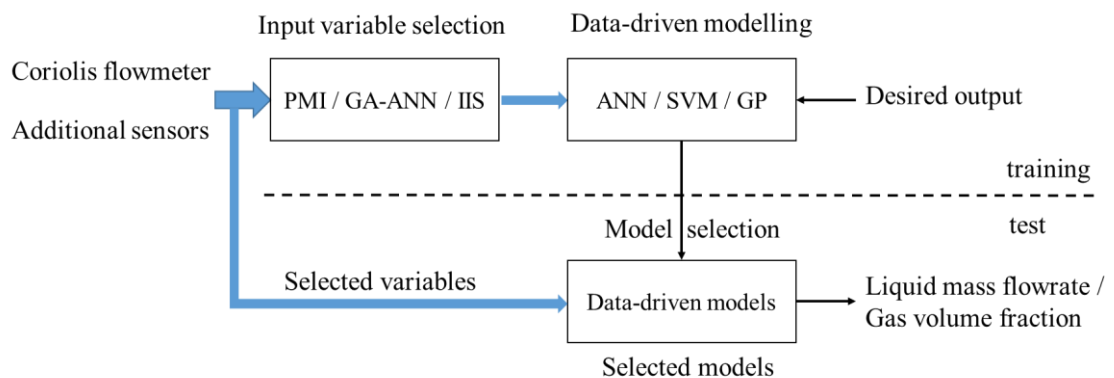 Input variable selection
Data-driven modelling
Coriolis flowmeter
Additional sensors
PMI / GA-ANN / IIS
ANN / SVM / GP
Desired output
training
test
Model selection
Selected variables
Data-driven models
Liquid mass flowrate /
Gas volume fraction
Selected models